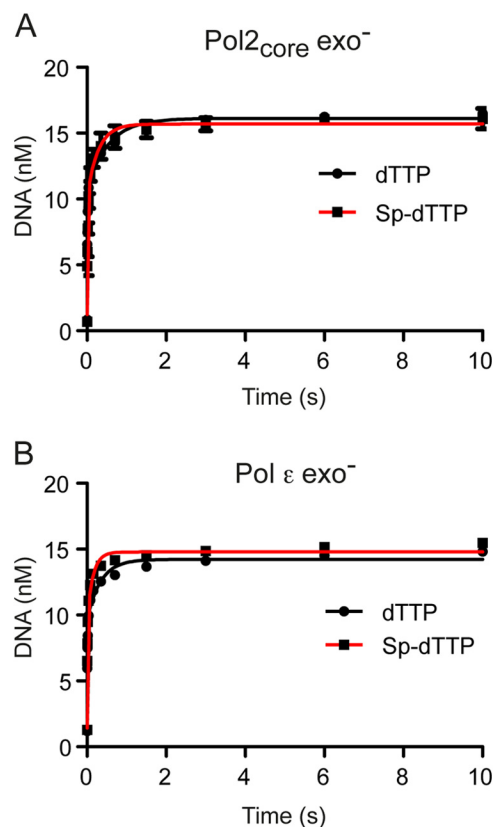 A
Pol2core exo-
20
15
10
5
0
DNA (nM)
dTTP
Sp-dTTP
0 2 4 6 8 10
Time (s)
B
Pol ε exo-
20
15
10
5
0
DNA (nM)
dTTP
Sp-dTTP
0 2 4 6 8 10
Time (s)